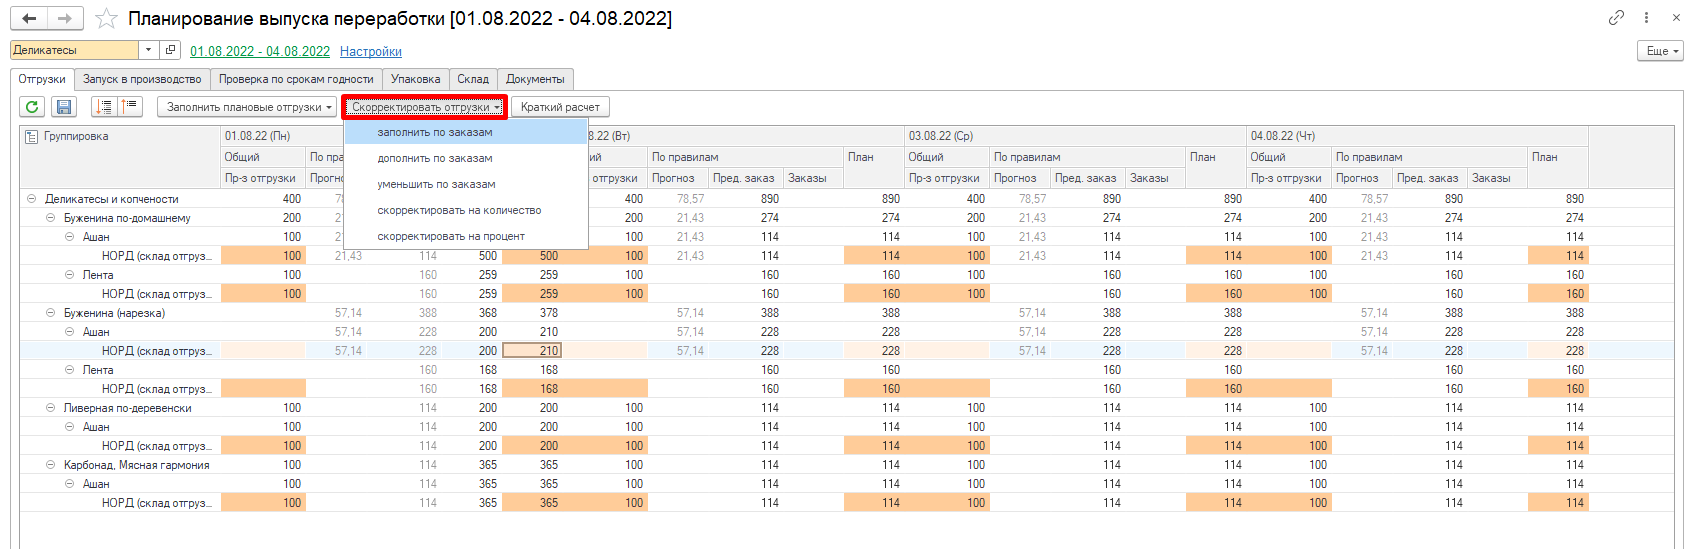 Планирование выпуска переработки [01.08.2022 - 04.08.2022]
Деликатесы 01.08.2022 - 04.08.2022 Настройки Еще
Отгрузки Запуск в производство Проверка по срокам годности Упаковка Склад Документы
Заполнить плановые отгрузки Скорректировать отгрузки Краткий расчет
заполнить по заказам
дополнить по заказам
уменьшить по заказам
скорректировать на количество
скорректировать на процент
Группировка 01.08.22 (Пн) (Вт) 03.08.22 (Ср) 04.08.22 (Чт)
Общий По По правилам План Общий По правилам План Общий По правилам План
Пр-з отгрузки отгрузки Прогноз Пред. заказ Заказы Пр-з отгрузки Прогноз Пред. заказ Заказы Пр-з отгрузки Прогноз Пред. заказ Заказы
Деликатесы и копчености 400 400 78,57 890 890 400 78,57 890 890 400 78,57 890 890
Буженина по-домашнему 200 200 21,43 274 274 200 21,43 274 274 200 21,43 274 274
Ашан 100 100 21,43 114 114 100 21,43 114 114 100 21,43 114 114
НОРД (склад отгруз... 100 21,43 114 500 500 100 21,43 114 114 100 21,43 114 114 100 21,43 114 114
Лента 100 160 259 259 100 160 160 100 160 160 100 160 160
НОРД (склад отгруз... 100 160 259 259 100 160 160 100 160 160 100 160 160
Буженина (нарезка) 57,14 388 368 378 57,14 388 388 57,14 388 388 57,14 388 388
Ашан 57,14 228 200 210 57,14 228 228 57,14 228 228 57,14 228 228
НОРД (склад отгруз... 57,14 228 200 210 57,14 228 228 57,14 228 228 57,14 228 228
Лента 160 168 168 160 160 160 160 160 160
НОРД (склад отгруз... 160 168 168 160 160 160 160 160 160
Ливерная по-деревенски 100 114 200 200 100 114 114 100 114 114 100 114 114
Ашан 100 114 200 200 100 114 114 100 114 114 100 114 114
НОРД (склад отгруз... 100 114 200 200 100 114 114 100 114 114 100 114 114
Карбонад, Мясная гармония 100 114 365 365 100 114 114 100 114 114 100 114 114
Ашан 100 114 365 365 100 114 114 100 114 114 100 114 114
НОРД (склад отгруз... 100 114 365 365 100 114 114 100 114 114 100 114 114